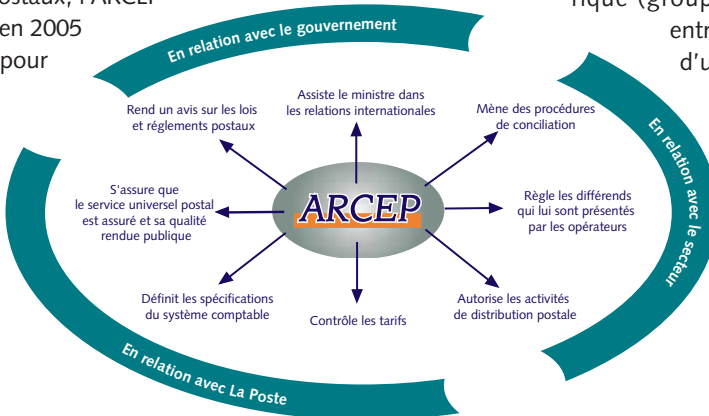 ostaux, l'ARCEP
en 2005
pour
rique (group
entr
d'u
En relation avec le gouvernement
Rend un avis sur les lois
et réglements postaux
Assiste le ministre dans
les relations internationales
Mène des procédures
de conciliation
S'assure que
le service universel postal
est assuré et sa qualité
rendue publique
ARCEP
Règle les différends
qui lui sont présentés
par les opérateurs
Définit les spécifications
du système comptable
Contrôle les tarifs
Autorise les activités
de distribution postale
En relation avec le secteur
En relation avec La Poste